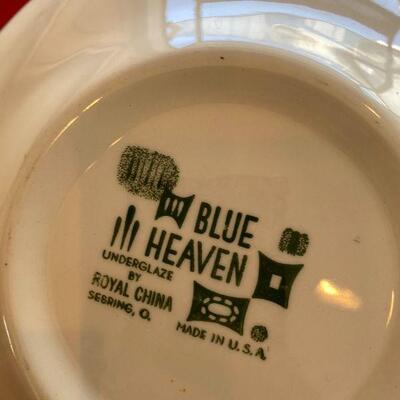 BLUE
HEAVEN
UNDERGLAZE
BY
ROYAL CHINA
SEBRING, O.
MADE IN U.S.A